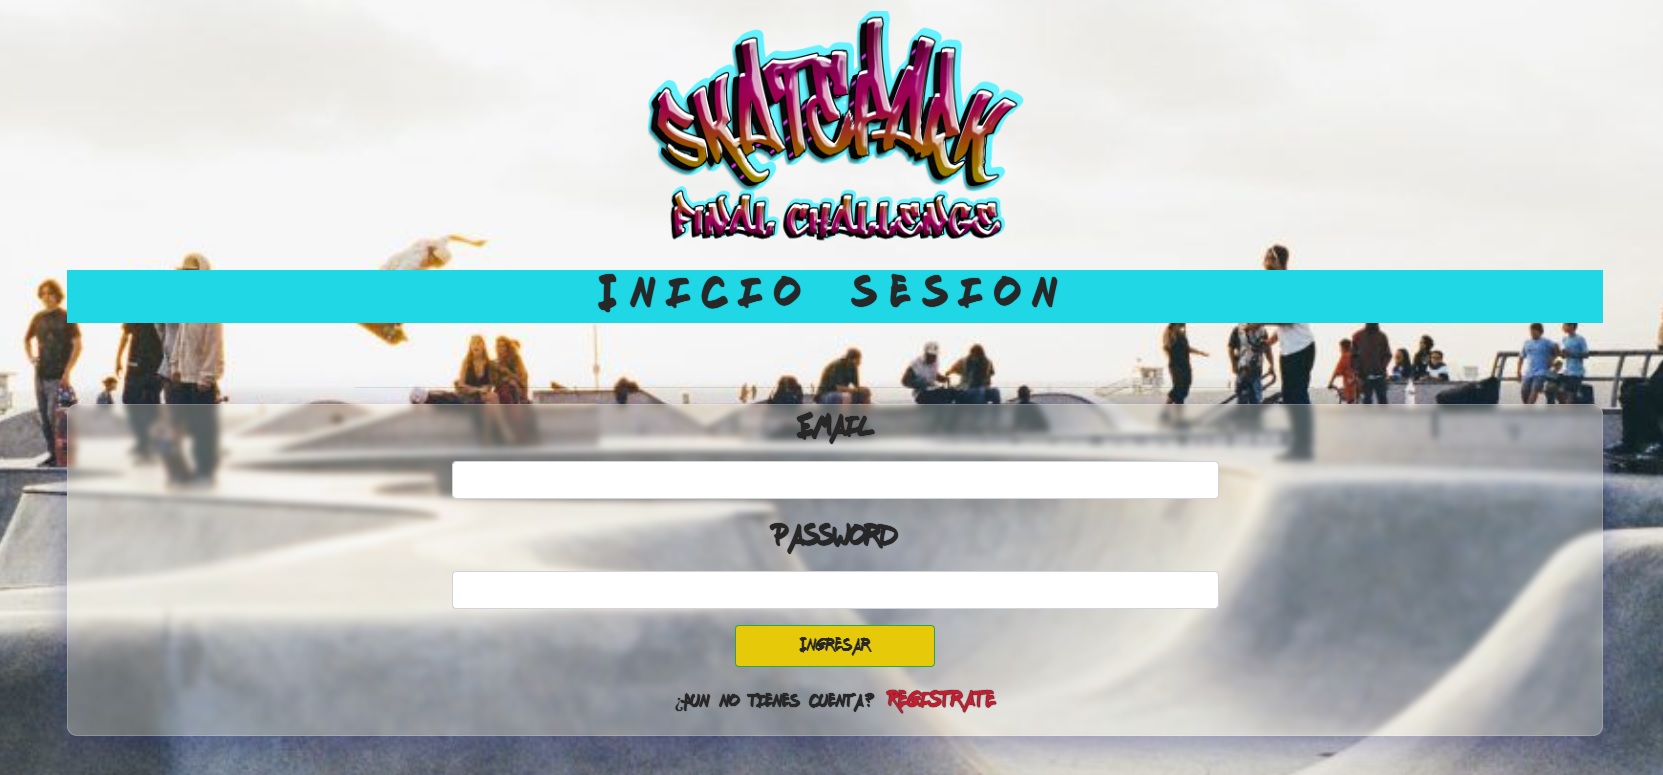 SKATEPARK
FINAL CHALLENGE
INICIO SESION
EMAIL
PASSWORD
INGRESAR
¿AUN NO TIENES CUENTA? REGISTRATE